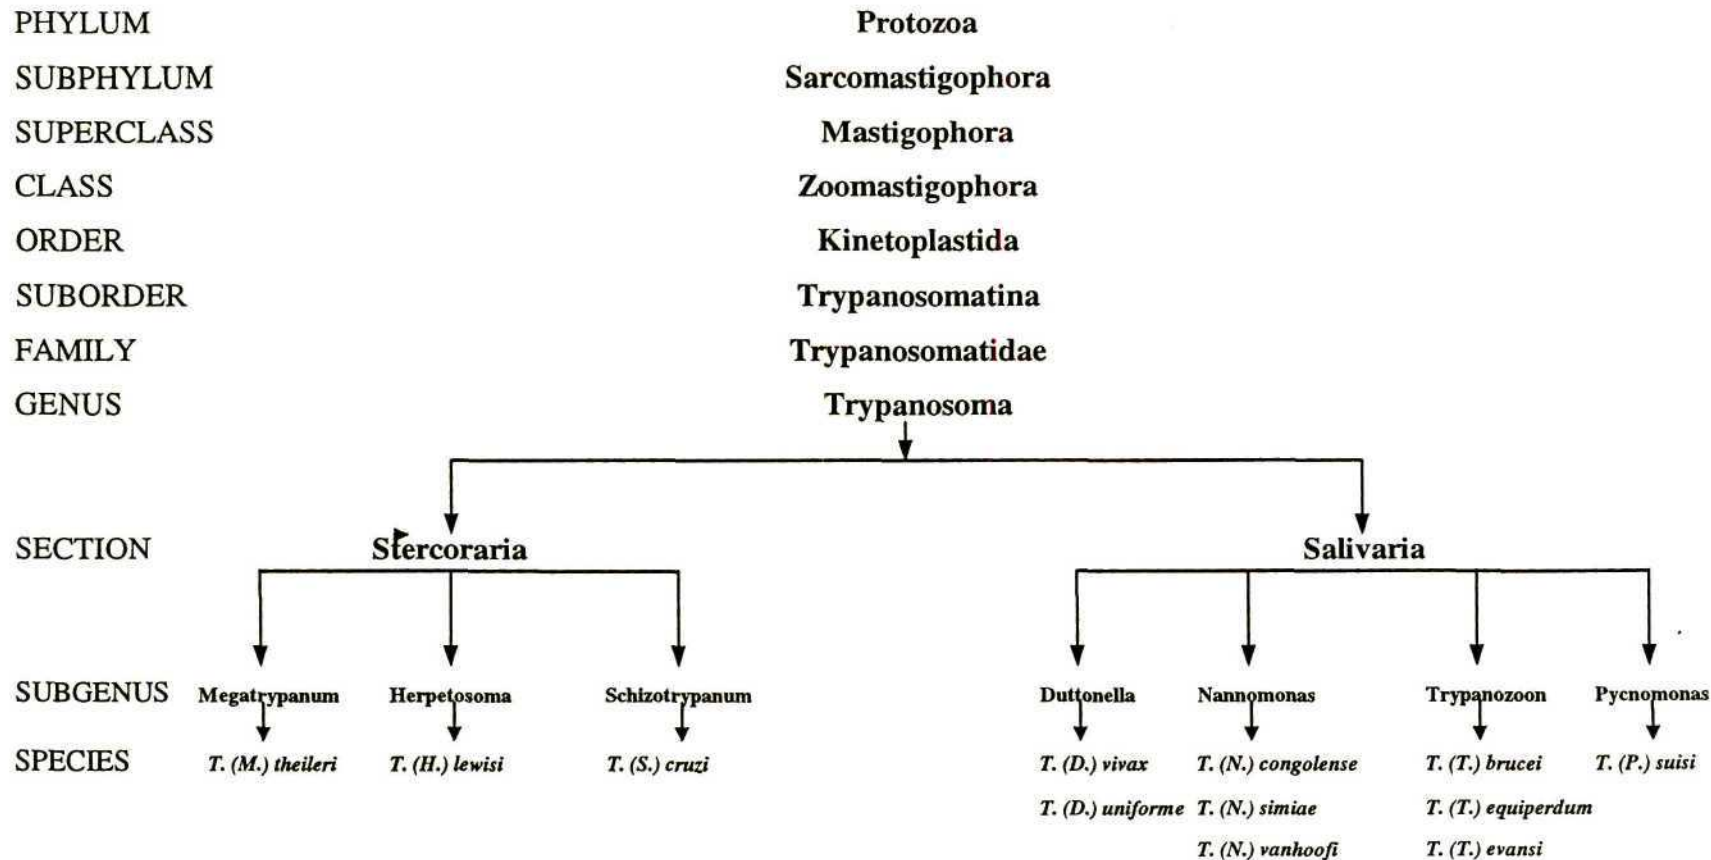 PHYLUM Protozoa
SUBPHYLUM Sarcomastigophora
SUPERCLASS Mastigophora
CLASS Zoomastigophora
ORDER Kinetoplastida
SUBORDER Trypanosomatina
FAMILY Trypanosomatidae
GENUS Trypanosoma
SECTION Stercoraria Salivaria
SUBGENUS Megatrypanum Herpetosoma Schizotrypanum Duttonella Nannomonas Trypanozoon Pycnomonas
SPECIES T. (M.) theileri T. (H.) lewisi T. (S.) cruzi T. (D.) vivax T. (N.) congolense T. (T.) brucei T. (P.) suisi
T. (D.) uniforme T. (N.) simiae T. (T.) equiperdum
T. (N.) vanhoofi T. (T.) evansi